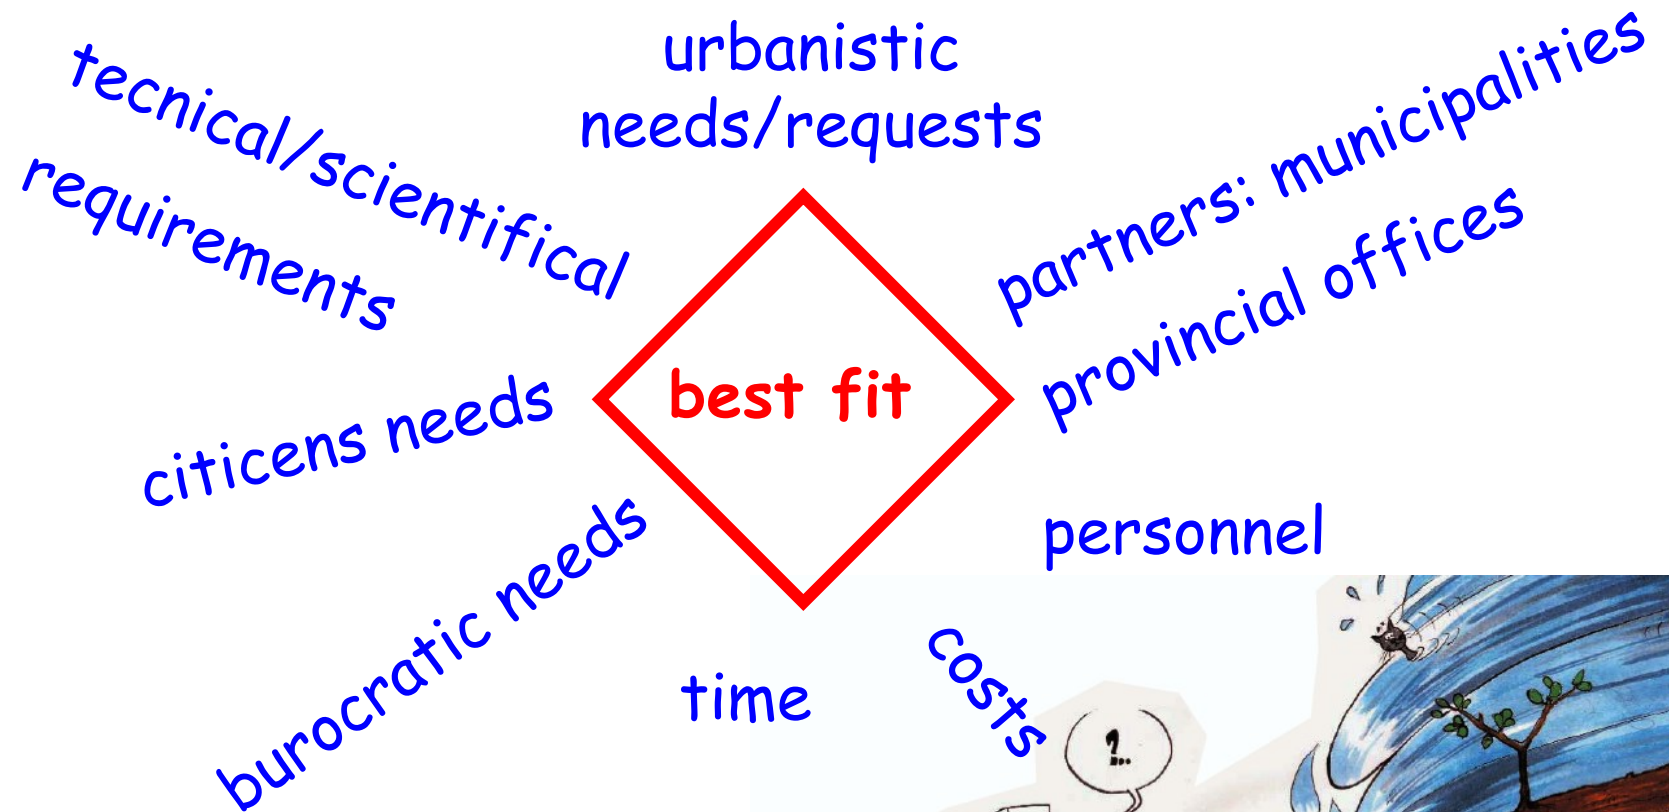 urbanistic
needs/requests
tecnical/scientifical
requirements
partners: municipalities
provincial offices
best fit
citicens needs
personnel
burocratic needs
time
costs
?..